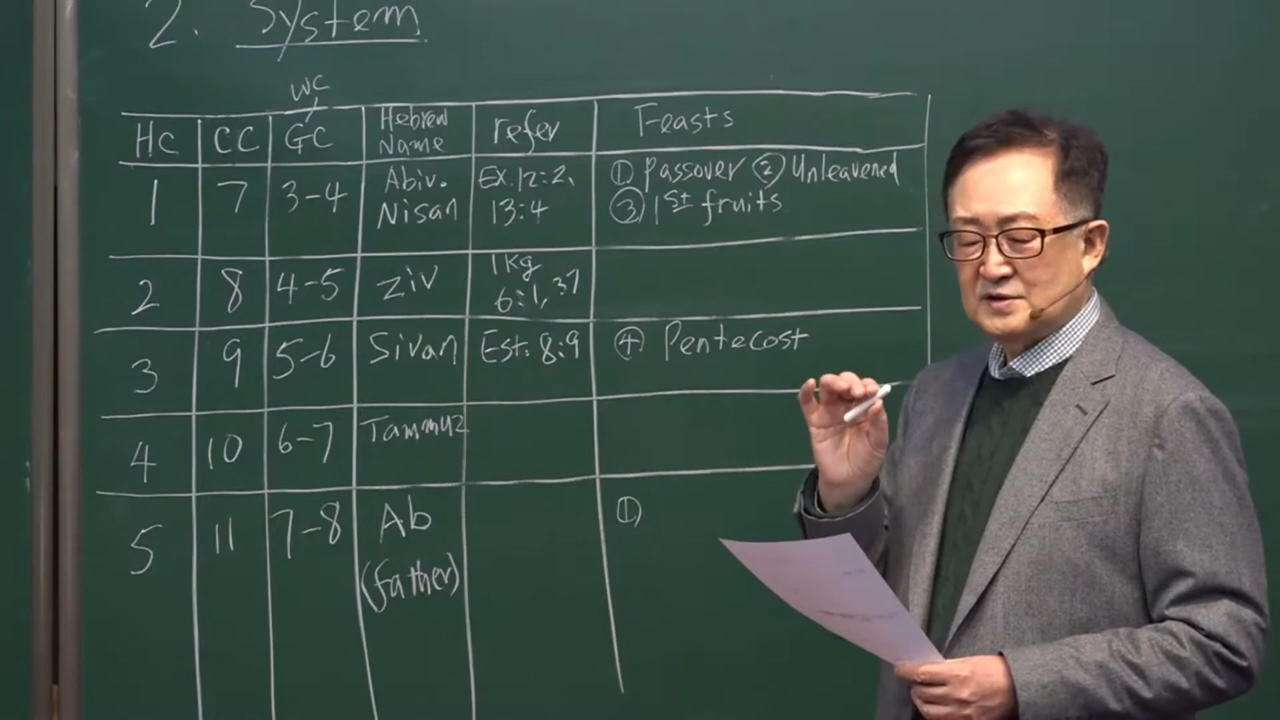 2. System
WC
HC CC GC Hebrew Name refer Feasts
1 7 3-4 Abiv. Nisan Ex.12:2, 13:4 ① Passover ② Unleavened ③ 1st fruits
2 8 4-5 Ziv 1Kg 6:1, 37
3 9 5-6 Sivan Est: 8:9 ④ Pentecost
4 10 6-7 Tammuz
5 11 7-8 Ab (father) ①